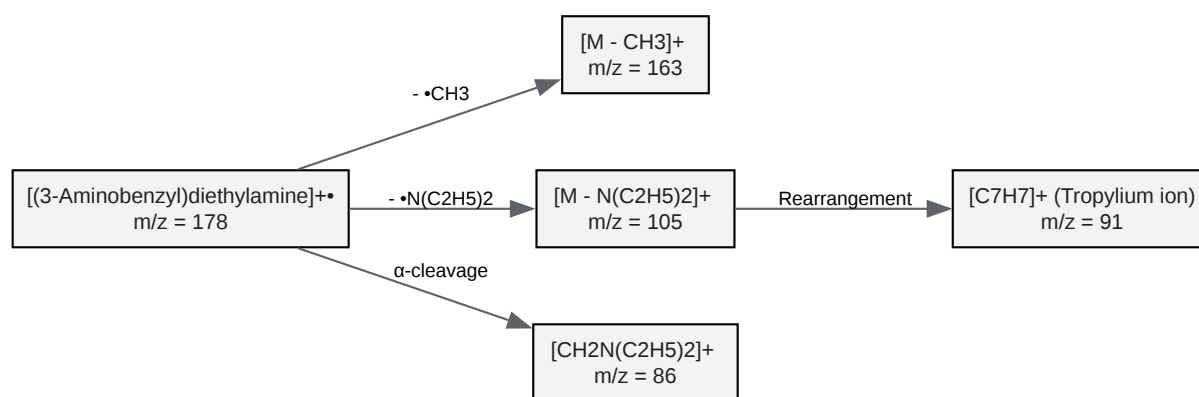 [M - CH3]+
m/z = 163
- •CH3
[(3-Aminobenzyl)diethylamine]+•
m/z = 178
- •N(C2H5)2
[M - N(C2H5)2]+
m/z = 105
Rearrangement
[C7H7]+ (Tropylium ion)
m/z = 91
α-cleavage
[CH2N(C2H5)2]+
m/z = 86